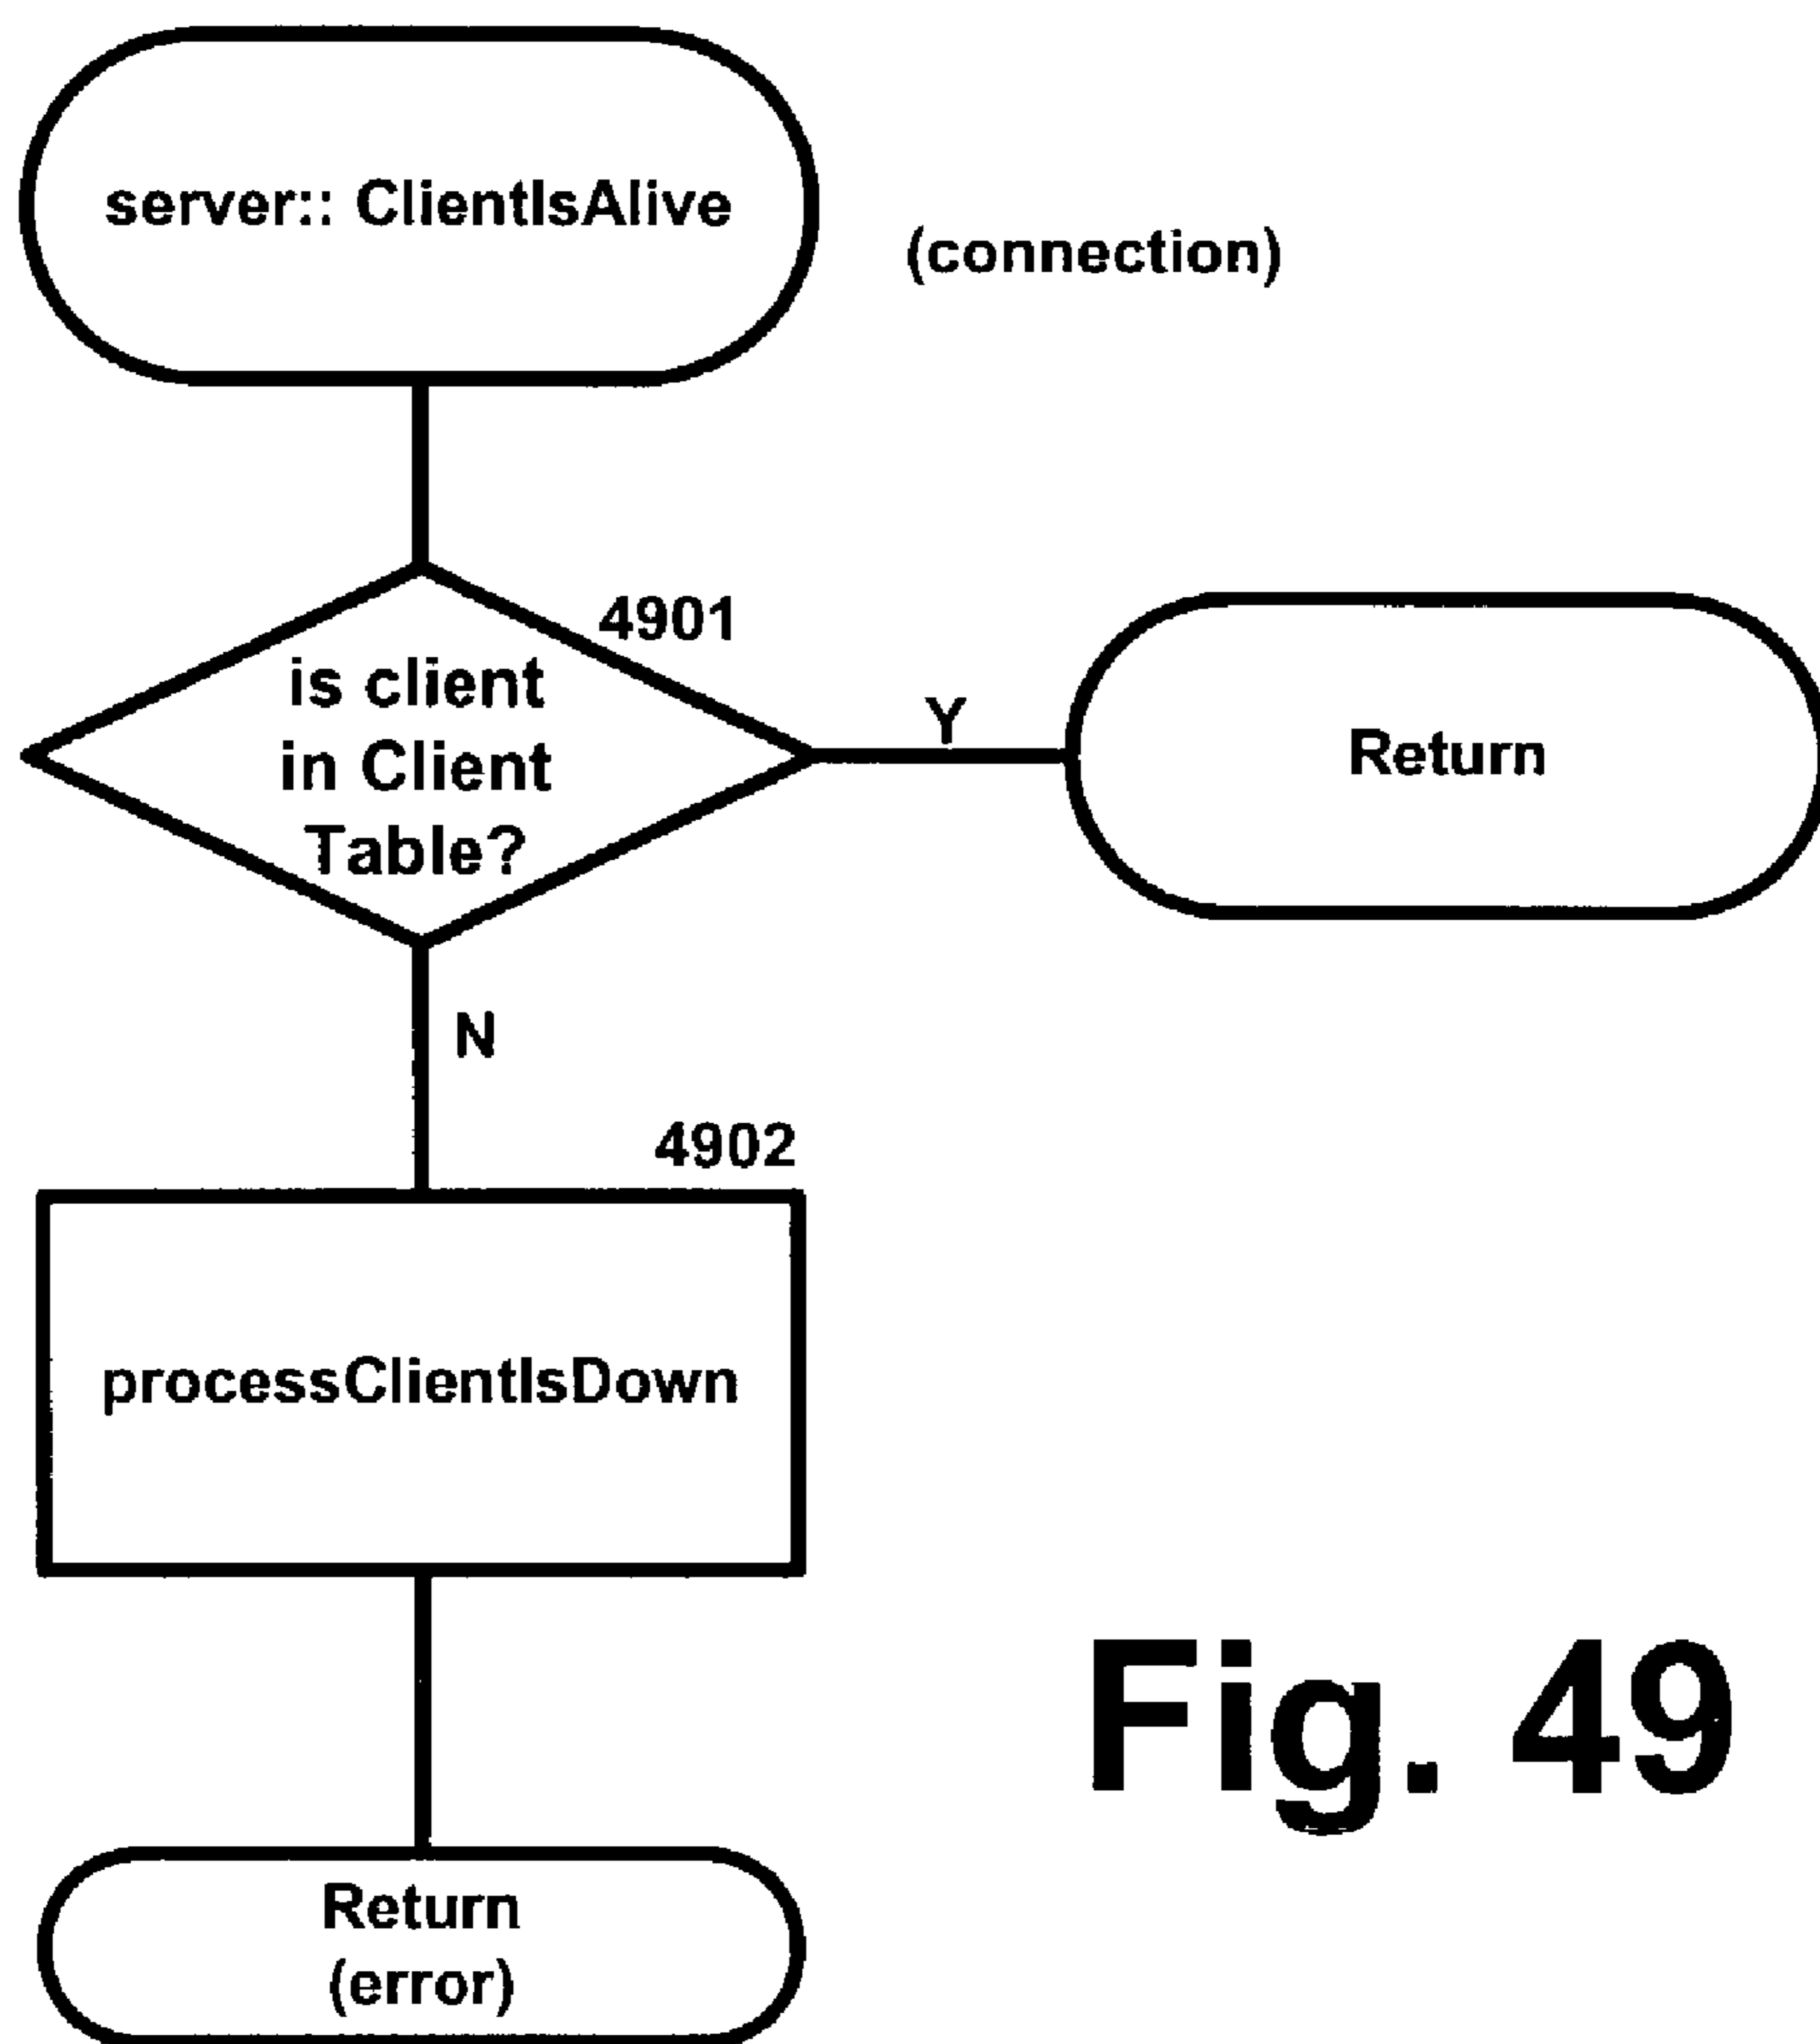 server:: ClientIsAlive
(connection)
4901
is client
in Client
Table?
Y
Return
N
4902
processClientIsDown
Return
(error)
Fig. 49